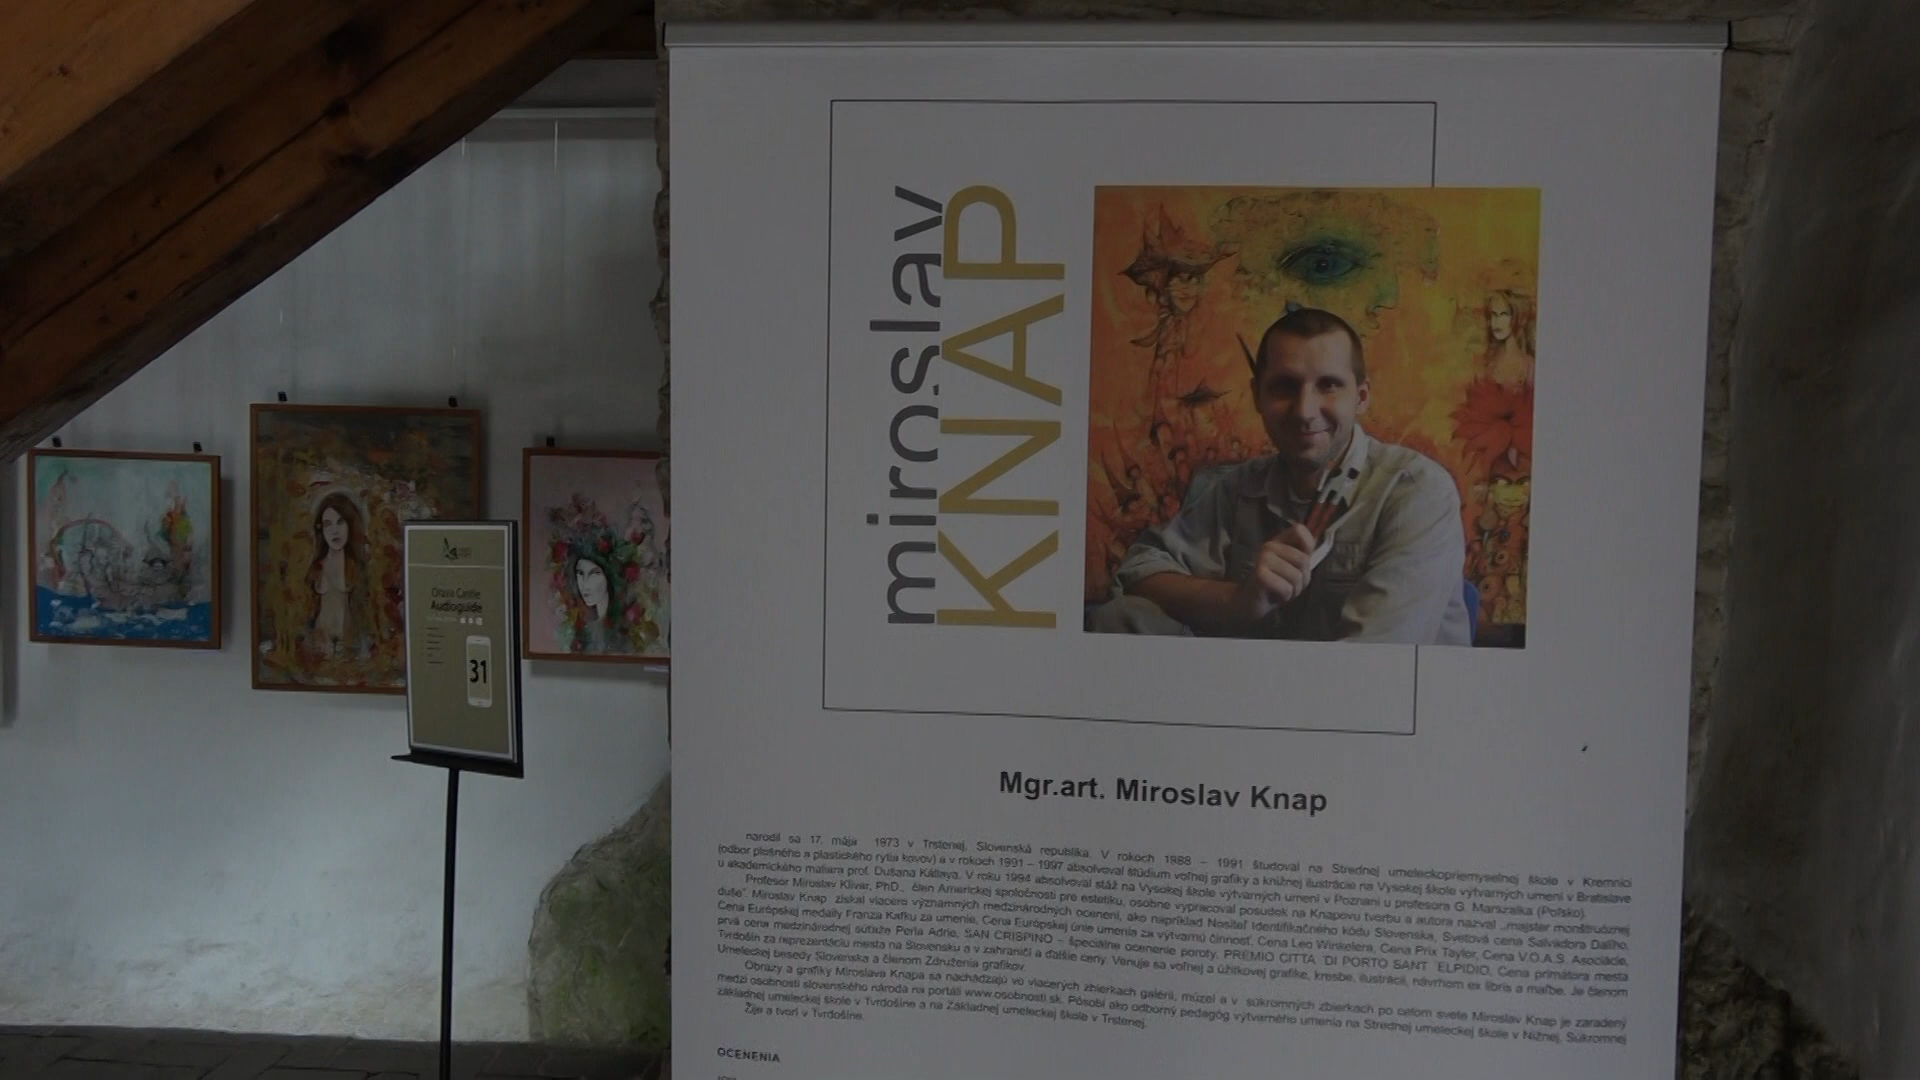 Orava Castle
Audioguide
31
miroslav
KNAP
Mgr.art. Miroslav Knap
narodil sa 17. mája 1973 v Trstenej, Slovenská republika. V rokoch 1988 – 1991 študoval na Strednej umeleckopriemyselnej škole v Kremnici
(odbor plošného a plastického rytia kovov) a v rokoch 1991 – 1997 absolvoval štúdium voľnej grafiky a knižnej ilustrácie na Vysokej škole výtvarných umení v Bratislave
u akademického maliara prof. Dušana Kállaya. V roku 1994 absolvoval stáž na Vysokej škole výtvarných umení v Poznani u profesora G. Marszalka (Poľsko).
Profesor Miroslav Klivar, PhD., člen Americkej spoločnosti pre estetiku, osobne vypracoval posudok na Knapovu tvorbu a autora nazval „majster monštruóznej
duše“. Miroslav Knap získal viacero významných medzinárodných ocenení, ako napríklad Nositeľ Identifikačného kódu Slovenska, Svetová cena Salvádora Dalího,
Cena Európskej medaily Franza Kafku za umenie, Cena Európskej únie umenia za výtvarnú činnosť, Cena Leo Winkelera, Cena Prix Taylor, Cena V.O.A.S. Asociácie,
prvá cena medzinárodnej súťaže Perla Adrie, SAN CRISPINO – špeciálne ocenenie poroty, PREMIO CITTA ´DI PORTO SANT´ ELPIDIO, Cena primátora mesta
Tvrdošín za reprezentáciu mesta na Slovensku a v zahraničí a ďalšie ceny. Venuje sa voľnej a úžitkovej grafike, kresbe, ilustrácii, návrhom ex libris a maľbe. Je členom
Umeleckej besedy Slovenska a členom Združenia grafikov.
Obrazy a grafiky Miroslava Knapa sa nachádzajú vo viacerých zbierkach galérií, múzeí a v súkromných zbierkach po celom svete Miroslav Knap je zaradený
medzi osobnosti slovenského národa na portáli www.osobnosti.sk. Pôsobí ako odborný pedagóg výtvarného umenia na Strednej umeleckej škole v Nižnej, Súkromnej
základnej umeleckej škole v Tvrdošíne a na Základnej umeleckej škole v Trstenej.
Žije a tvorí v Tvrdošíne.
OCENENIA